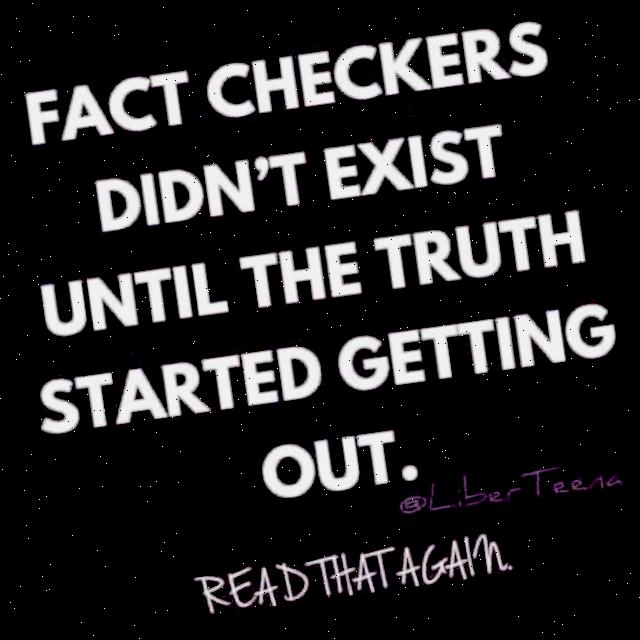 FACT CHECKERS
DIDN'T EXIST
UNTIL THE TRUTH
STARTED GETTING
OUT.
@LiberTeena
READ THAT AGAIN.